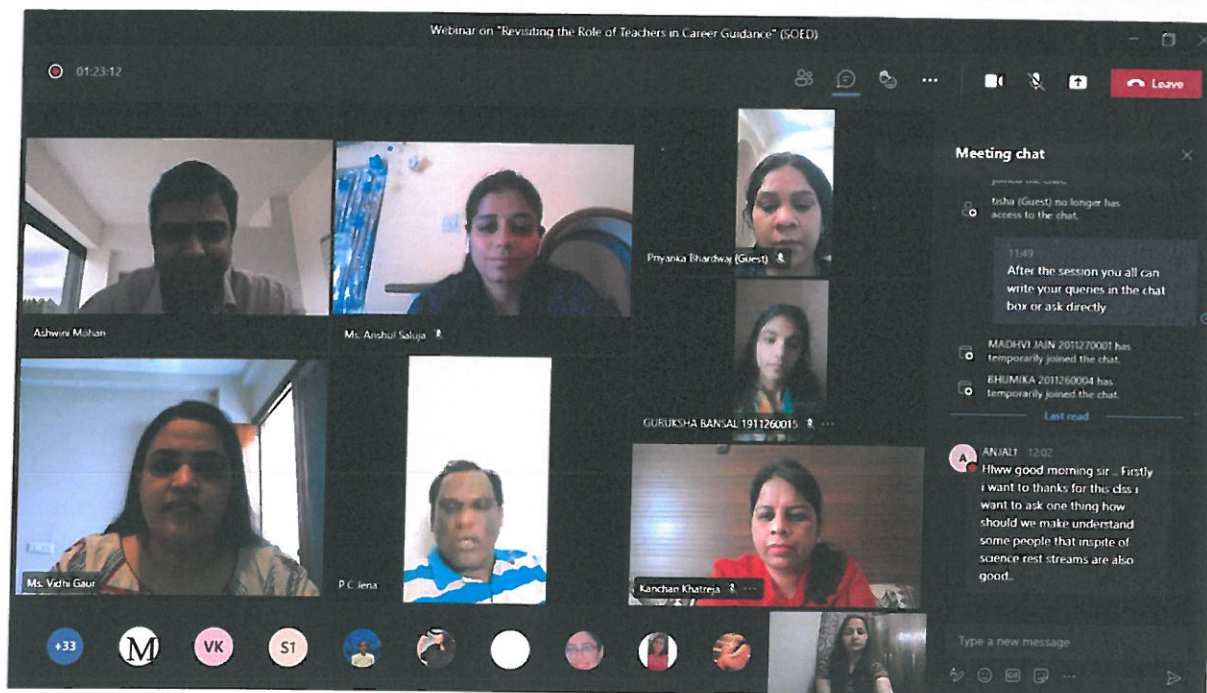 Webinar on "Revisiting the Role of Teachers in Career Guidance" (SOED)
01:23:12
Leave
Ashwini Mohan
Ms. Anshul Saluja
Priyanka Bhardwaj (Guest)
GURUKSHA BANSAL 1911260015
Ms. Vidhi Gaur
P C Jena
Kanchan Khatreja
+33
M
VK
S1
Meeting chat
joined the chat.
tisha (Guest) no longer has
access to the chat.
11:49
After the session you all can
write your queries in the chat
box or ask directly
MADHVI JAIN 2011270001 has
temporarily joined the chat.
BHUMIKA 2011260004 has
temporarily joined the chat.
Last read
A
ANJALI 12:02
Hlww good morning sir .. Firstly
i want to thanks for this clss i
want to ask one thing how
should we make understand
some people that inspite of
science rest streams are also
good..
Type a new message
GIF